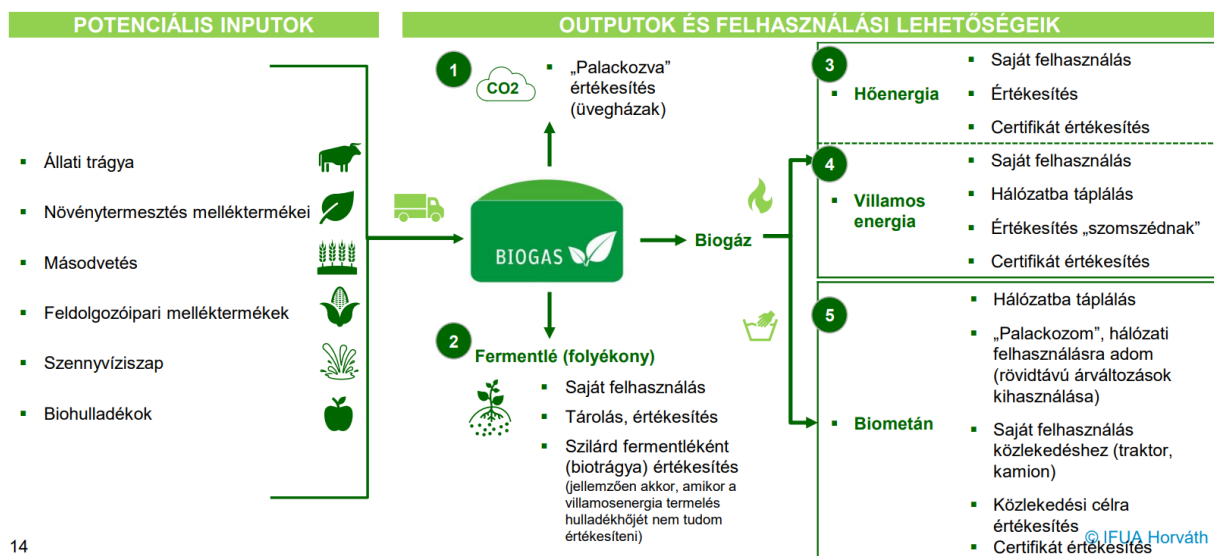 POTENCIÁLIS INPUTOK
OUTPUTOK ÉS FELHASZNÁLÁSI LEHETŐSÉGEIK
▪ Állati trágya
▪ Növénytermesztés melléktermékei
▪ Másodvetés
▪ Feldolgozóipari melléktermékek
▪ Szennyvíziszap
▪ Biohulladékok
1
CO2
▪ „Palackozva”
értékesítés
(üvegházak)
BIOGAS
Biogáz
2
Fermentlé (folyékony)
▪ Saját felhasználás
▪ Tárolás, értékesítés
▪ Szilárd fermentléként
(biotrágya) értékesítés
(jellemzően akkor, amikor a
villamosenergia termelés
hulladékhőjét nem tudom
értékesíteni)
3
▪ Hőenergia
▪ Saját felhasználás
▪ Értékesítés
▪ Certifikát értékesítés
4
▪ Villamos
energia
▪ Saját felhasználás
▪ Hálózatba táplálás
▪ Értékesítés „szomszédnak”
▪ Certifikát értékesítés
5
▪ Biometán
▪ Hálózatba táplálás
▪ „Palackozom”, hálózati
felhasználásra adom
(rövidtávú árváltozások
kihasználása)
▪ Saját felhasználás
közlekedéshez (traktor,
kamion)
▪ Közlekedési célra
értékesítés
▪ Certifikát értékesítés
© IFUA Horváth
14